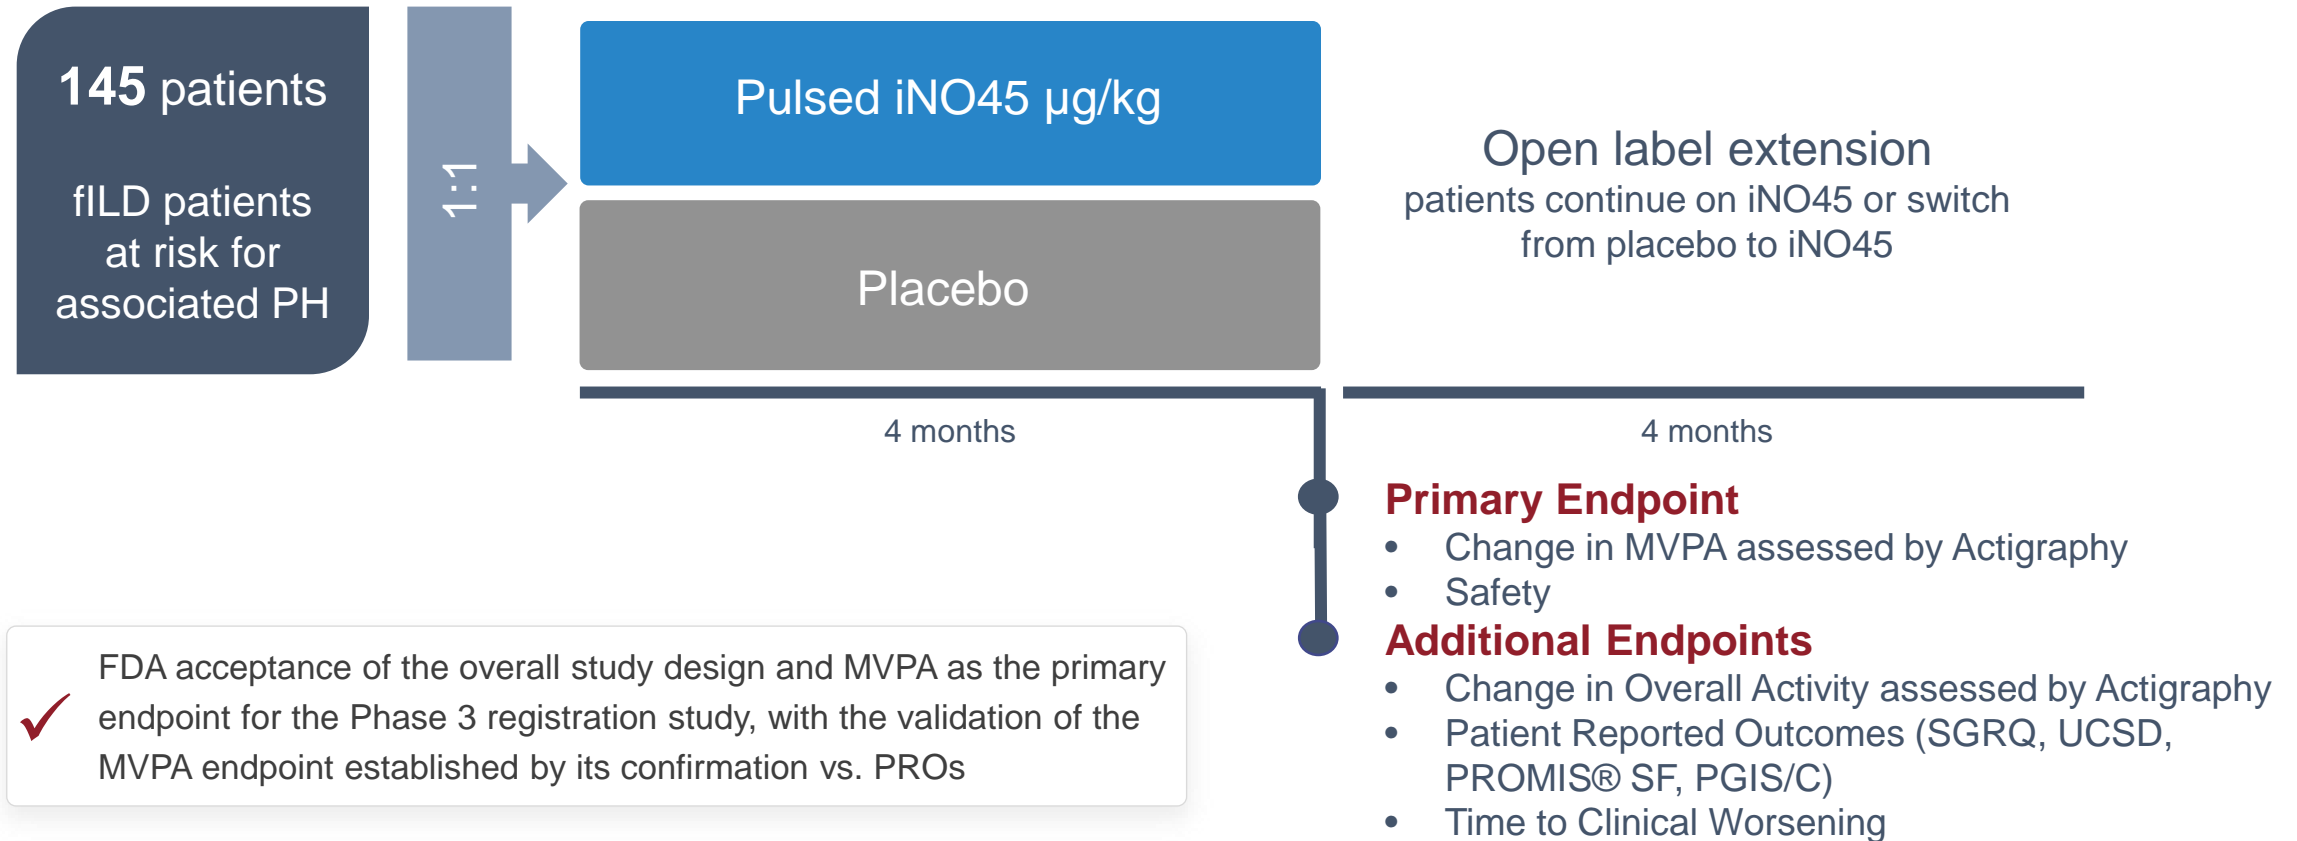 145 patients
fILD patients
at risk for
associated PH
1:1
Pulsed iNO45 µg/kg
Placebo
Open label extension
patients continue on iNO45 or switch
from placebo to iNO45
4 months
4 months
Primary Endpoint
• Change in MVPA assessed by Actigraphy
• Safety
Additional Endpoints
• Change in Overall Activity assessed by Actigraphy
• Patient Reported Outcomes (SGRQ, UCSD,
PROMIS® SF, PGIS/C)
• Time to Clinical Worsening
FDA acceptance of the overall study design and MVPA as the primary
endpoint for the Phase 3 registration study, with the validation of the
MVPA endpoint established by its confirmation vs. PROs